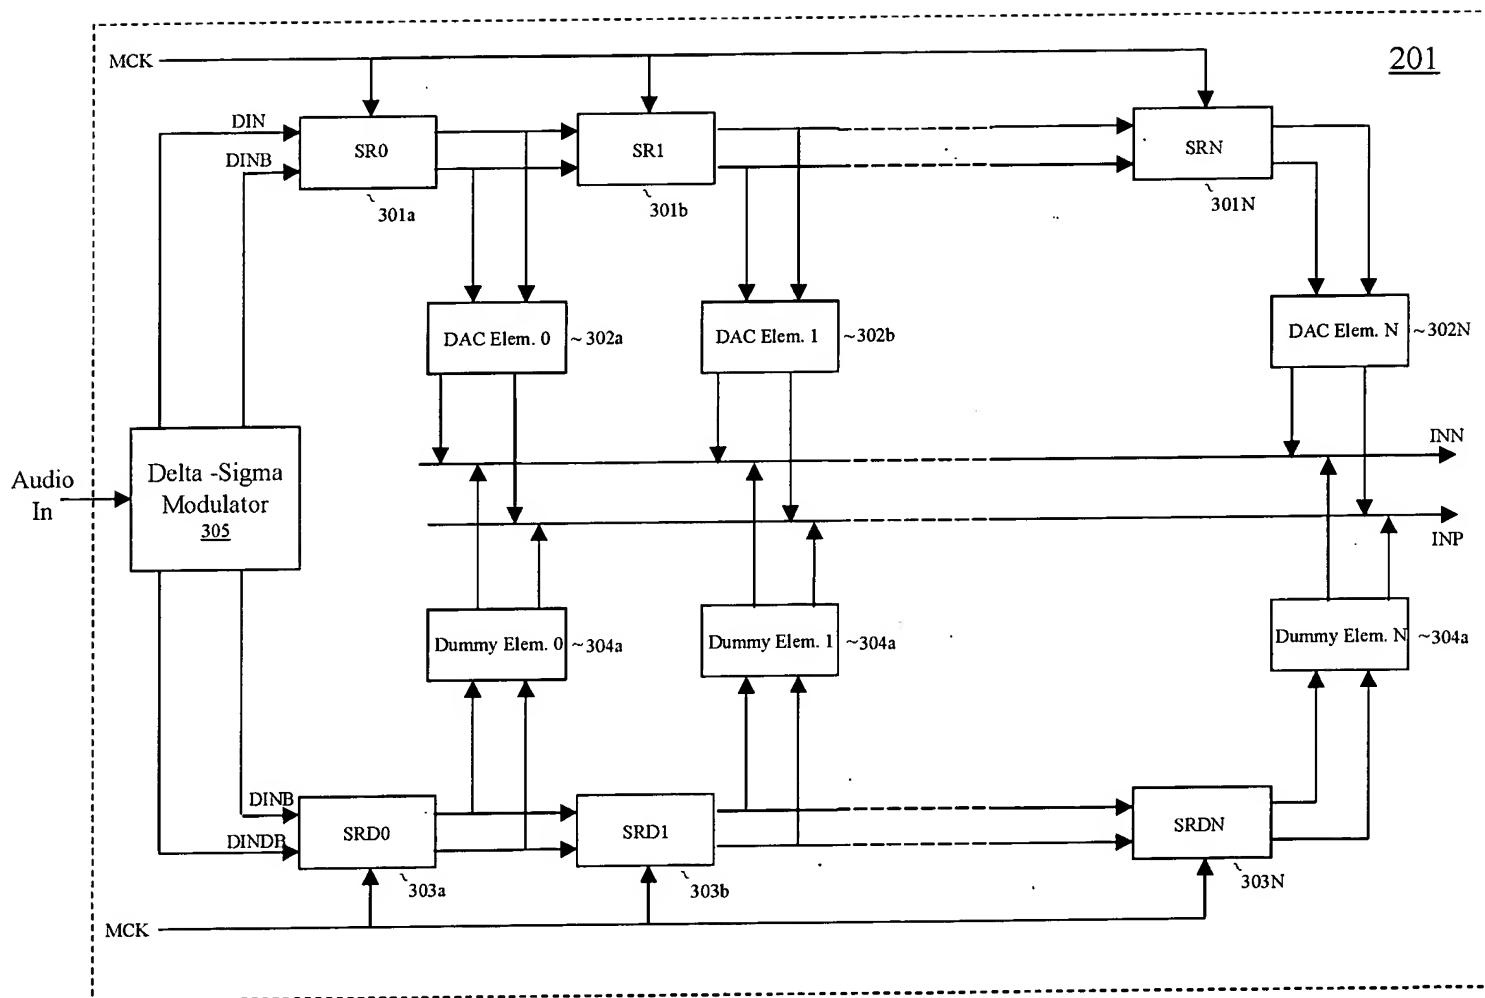 MCK
201
DIN
DINB
SR0
SR1
SRN
~301a
~301b
~301N
DAC Elem. 0
~302a
DAC Elem. 1
~302b
DAC Elem. N
~302N
INN
Audio
In
Delta -Sigma
Modulator
305
INP
Dummy Elem. 0
~304a
Dummy Elem. 1
~304a
Dummy Elem. N
~304a
DINB
DINDB
SRD0
SRD1
SRDN
~303a
~303b
~303N
MCK